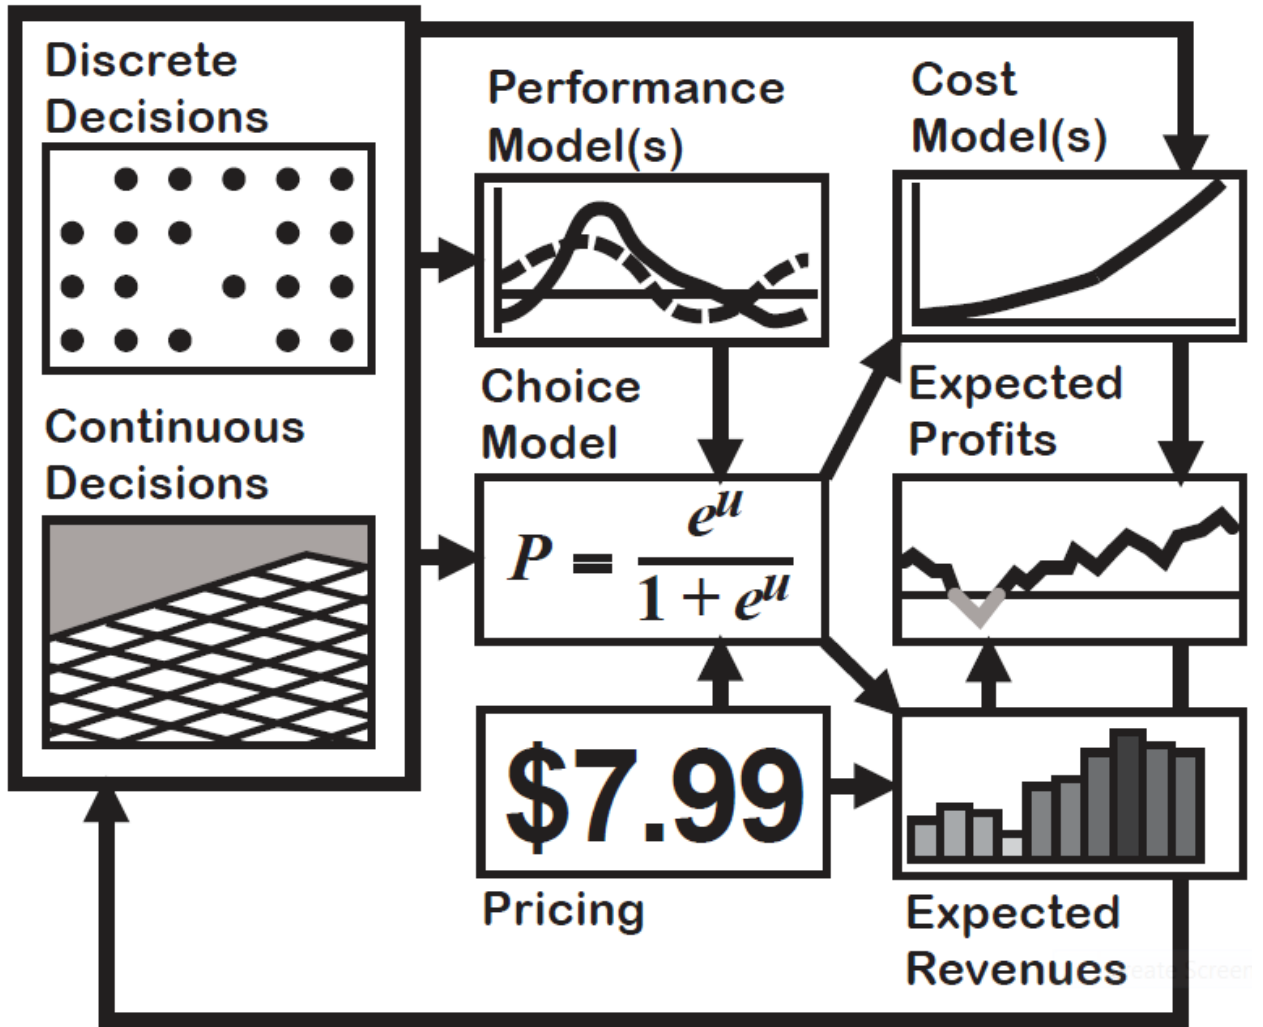 Discrete
Decisions
Continuous
Decisions
Performance
Model(s)
Choice
Model
P = e^u / 1 + e^u
$7.99
Pricing
Cost
Model(s)
Expected
Profits
Expected
Revenues